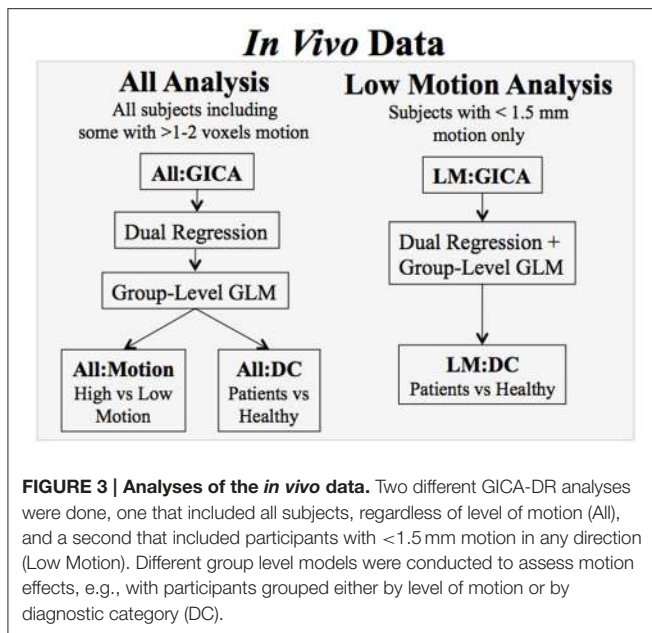 In Vivo Data
All Analysis
All subjects including
some with >1-2 voxels motion
All:GICA
Dual Regression
Group-Level GLM
All:Motion
High vs Low
Motion
All:DC
Patients vs
Healthy
Low Motion Analysis
Subjects with < 1.5 mm
motion only
LM:GICA
Dual Regression +
Group-Level GLM
LM:DC
Patients vs Healthy
FIGURE 3 | Analyses of the in vivo data. Two different GICA-DR analyses
were done, one that included all subjects, regardless of level of motion (All),
and a second that included participants with <1.5 mm motion in any direction
(Low Motion). Different group level models were conducted to assess motion
effects, e.g., with participants grouped either by level of motion or by
diagnostic category (DC).